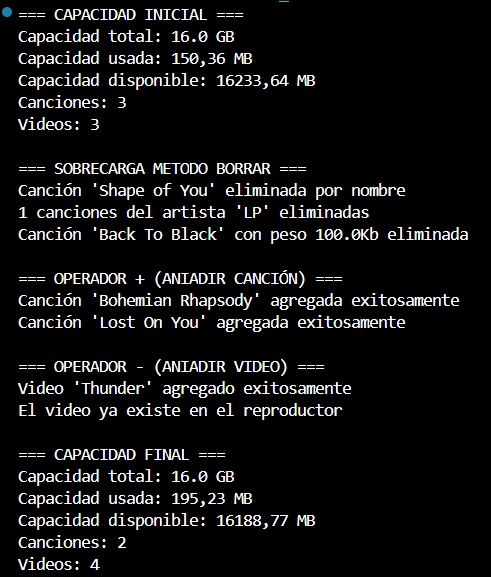 === CAPACIDAD INICIAL ===
Capacidad total: 16.0 GB
Capacidad usada: 150,36 MB
Capacidad disponible: 16233,64 MB
Canciones: 3
Videos: 3

=== SOBRECARGA METODO BORRAR ===
Canción 'Shape of You' eliminada por nombre
1 canciones del artista 'LP' eliminadas
Canción 'Back To Black' con peso 100.0Kb eliminada

=== OPERADOR + (ANIADIR CANCIÓN) ===
Canción 'Bohemian Rhapsody' agregada exitosamente
Canción 'Lost On You' agregada exitosamente

=== OPERADOR - (ANIADIR VIDEO) ===
Video 'Thunder' agregado exitosamente
El video ya existe en el reproductor

=== CAPACIDAD FINAL ===
Capacidad total: 16.0 GB
Capacidad usada: 195,23 MB
Capacidad disponible: 16188,77 MB
Canciones: 2
Videos: 4